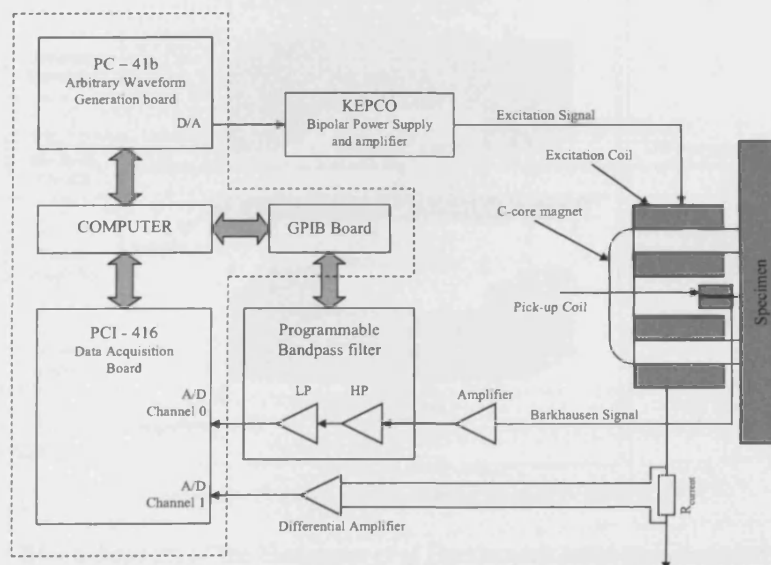 PC – 41b
Arbitrary Waveform
Generation board
D/A
KEPCO
Bipolar Power Supply
and amplifier
Excitation Signal
Excitation Coil
C-core magnet
COMPUTER
GPIB Board
Pick-up Coil
Specimen
PCI - 416
Data Acquisition
Board
Programmable
Bandpass filter
A/D
Channel 0
LP
HP
Amplifier
Barkhausen Signal
A/D
Channel 1
Differential Amplifier
Rcurrent